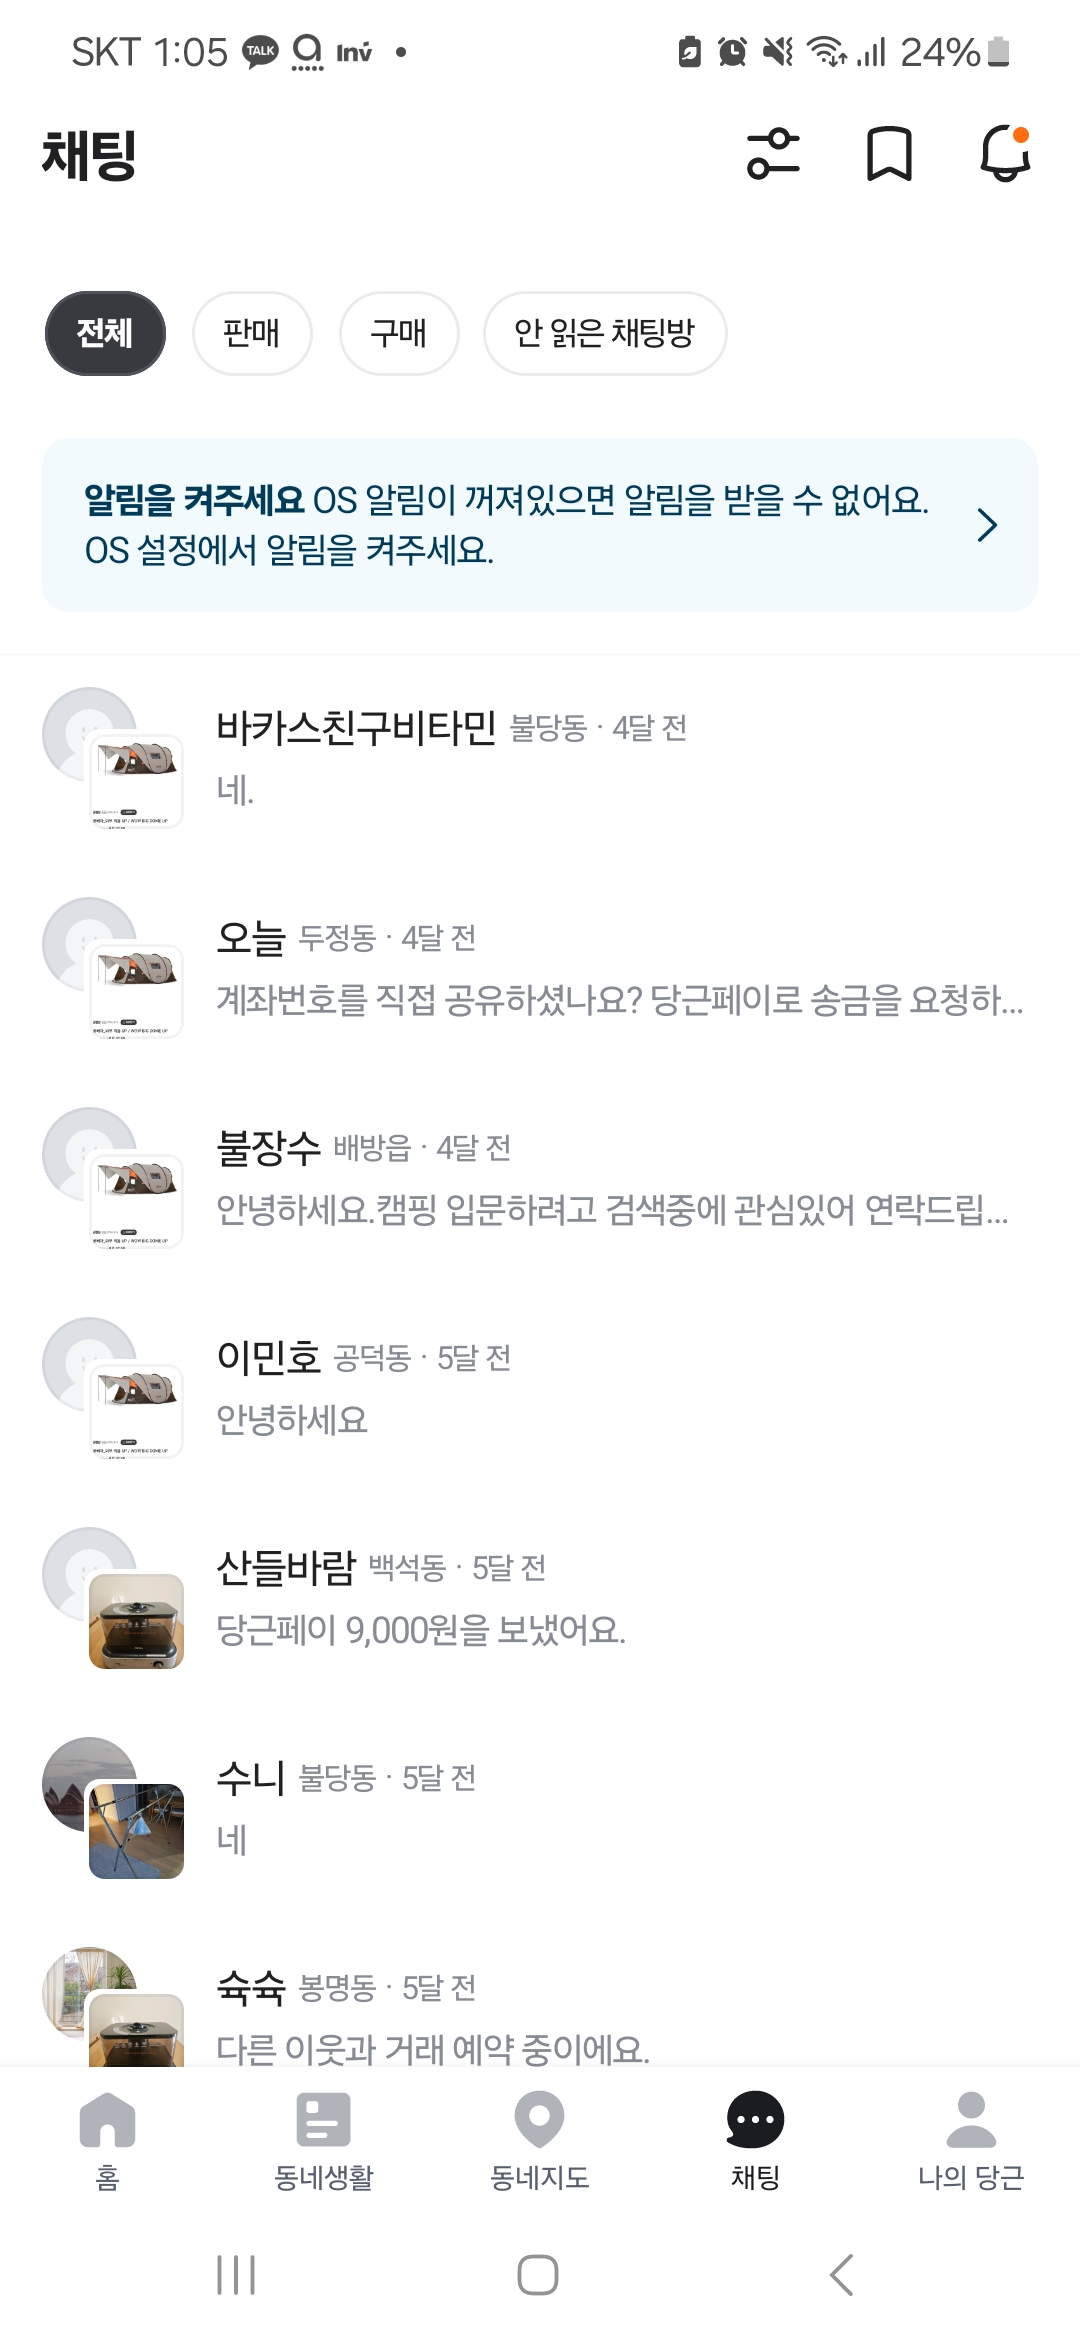 SKT 1:05 TALK Inv 24%
채팅
전체 판매 구매 안 읽은 채팅방
알림을 켜주세요 OS 알림이 꺼져있으면 알림을 받을 수 없어요.
OS 설정에서 알림을 켜주세요.
바카스친구비타민 불당동 · 4달 전
네.
오늘 두정동 · 4달 전
계좌번호를 직접 공유하셨나요? 당근페이로 송금을 요청하...
불장수 배방읍 · 4달 전
안녕하세요.캠핑 입문하려고 검색중에 관심있어 연락드립...
이민호 공덕동 · 5달 전
안녕하세요
산들바람 백석동 · 5달 전
당근페이 9,000원을 보냈어요.
수니 불당동 · 5달 전
네
슉슉 봉명동 · 5달 전
다른 이웃과 거래 예약 중이에요.
홈 동네생활 동네지도 채팅 나의 당근